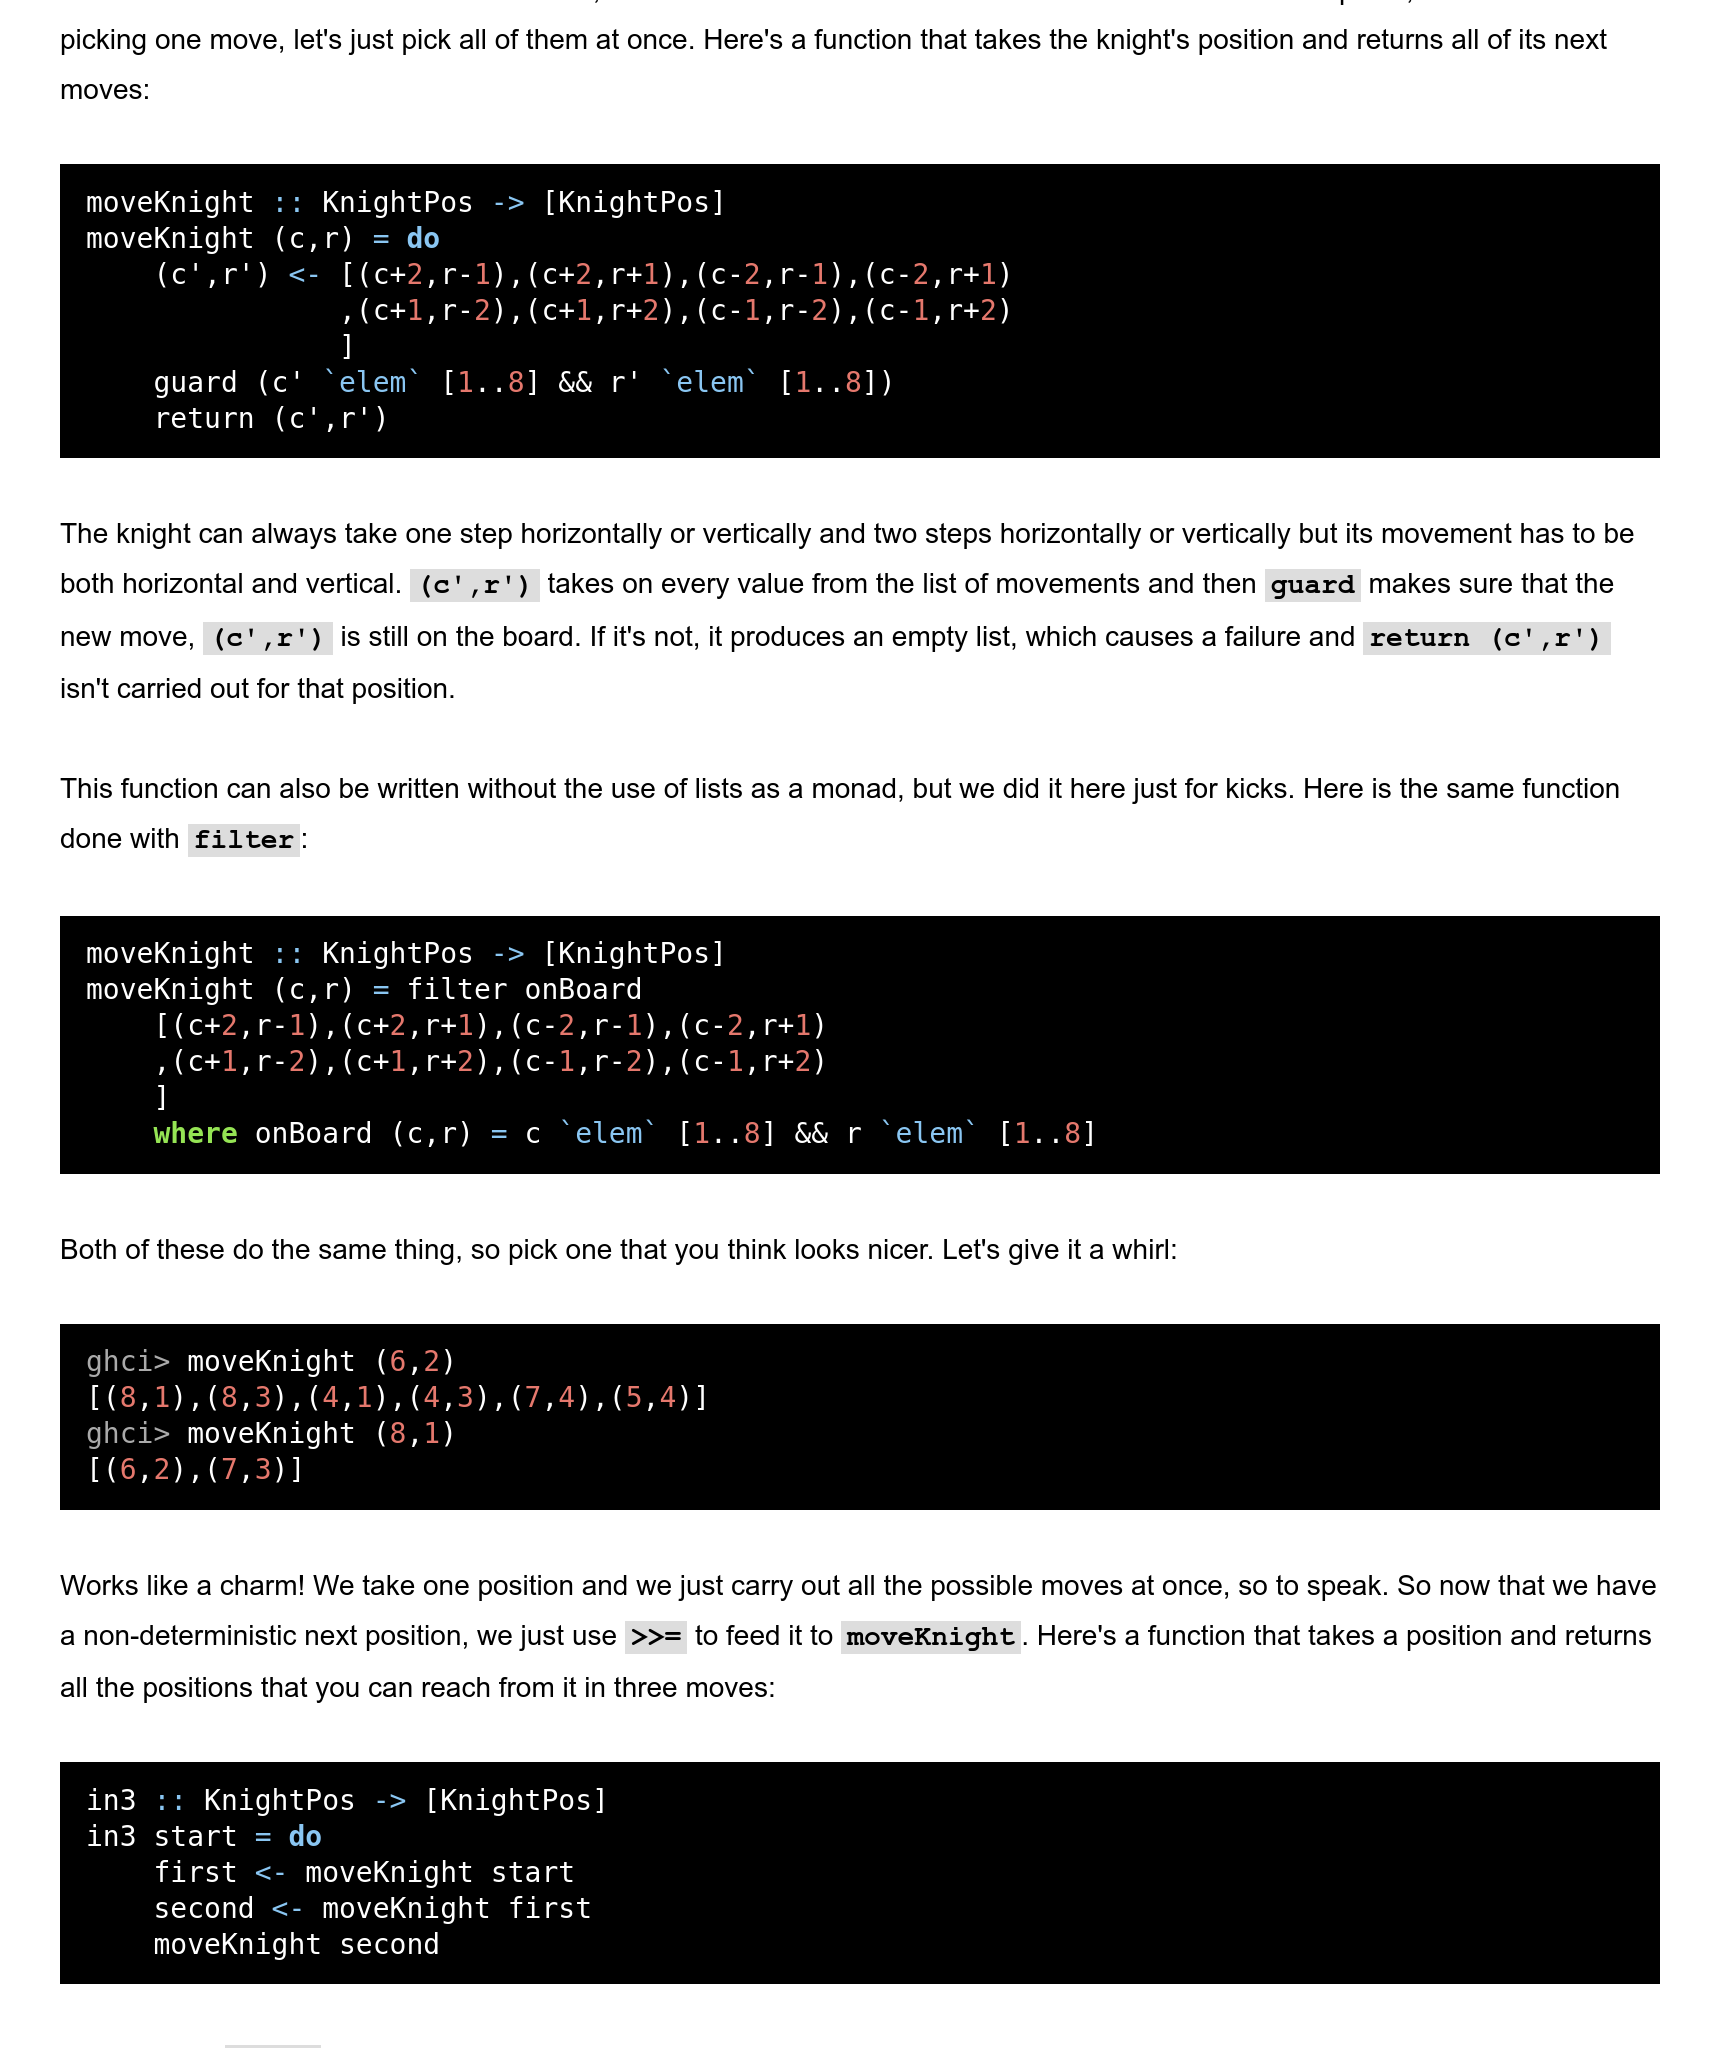 picking one move, let's just pick all of them at once. Here's a function that takes the knight's position and returns all of its next
moves:
moveKnight :: KnightPos -> [KnightPos]
moveKnight (c,r) = do
    (c',r') <- [(c+2,r-1),(c+2,r+1),(c-2,r-1),(c-2,r+1)
               ,(c+1,r-2),(c+1,r+2),(c-1,r-2),(c-1,r+2)
               ]
    guard (c' `elem` [1..8] && r' `elem` [1..8])
    return (c',r')
The knight can always take one step horizontally or vertically and two steps horizontally or vertically but its movement has to be
both horizontal and vertical. (c',r') takes on every value from the list of movements and then guard makes sure that the
new move, (c',r') is still on the board. If it's not, it produces an empty list, which causes a failure and return (c',r')
isn't carried out for that position.
This function can also be written without the use of lists as a monad, but we did it here just for kicks. Here is the same function
done with filter:
moveKnight :: KnightPos -> [KnightPos]
moveKnight (c,r) = filter onBoard
    [(c+2,r-1),(c+2,r+1),(c-2,r-1),(c-2,r+1)
    ,(c+1,r-2),(c+1,r+2),(c-1,r-2),(c-1,r+2)
    ]
    where onBoard (c,r) = c `elem` [1..8] && r `elem` [1..8]
Both of these do the same thing, so pick one that you think looks nicer. Let's give it a whirl:
ghci> moveKnight (6,2)
[(8,1),(8,3),(4,1),(4,3),(7,4),(5,4)]
ghci> moveKnight (8,1)
[(6,2),(7,3)]
Works like a charm! We take one position and we just carry out all the possible moves at once, so to speak. So now that we have
a non-deterministic next position, we just use >>= to feed it to moveKnight. Here's a function that takes a position and returns
all the positions that you can reach from it in three moves:
in3 :: KnightPos -> [KnightPos]
in3 start = do
    first <- moveKnight start
    second <- moveKnight first
    moveKnight second